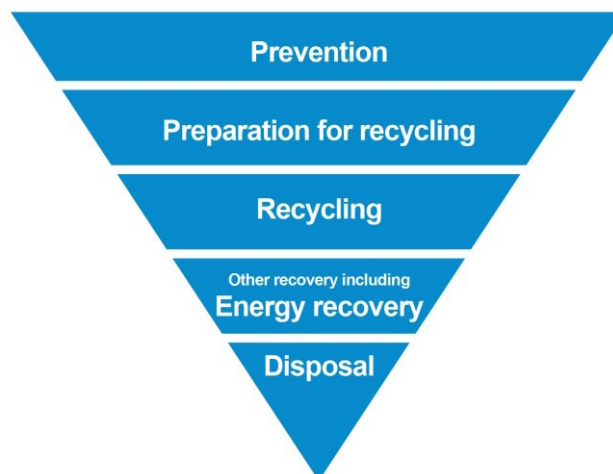 Prevention
Preparation for recycling
Recycling
Other recovery including
Energy recovery
Disposal